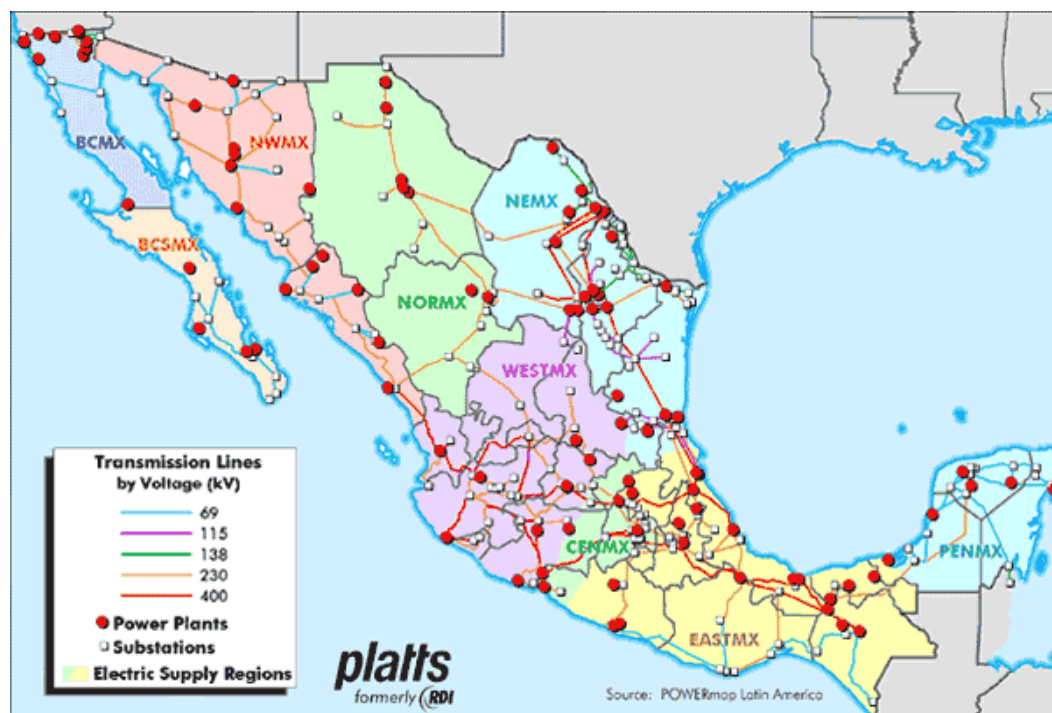 BCMX
NWMX
NEMX
BCSMX
NORMX
WESTMX
CENMX
PENMX
EASTMX
Transmission Lines
by Voltage (kV)
69
115
138
230
400
Power Plants
Substations
Electric Supply Regions
platts
formerly RDI
Source: POWERmap Latin America